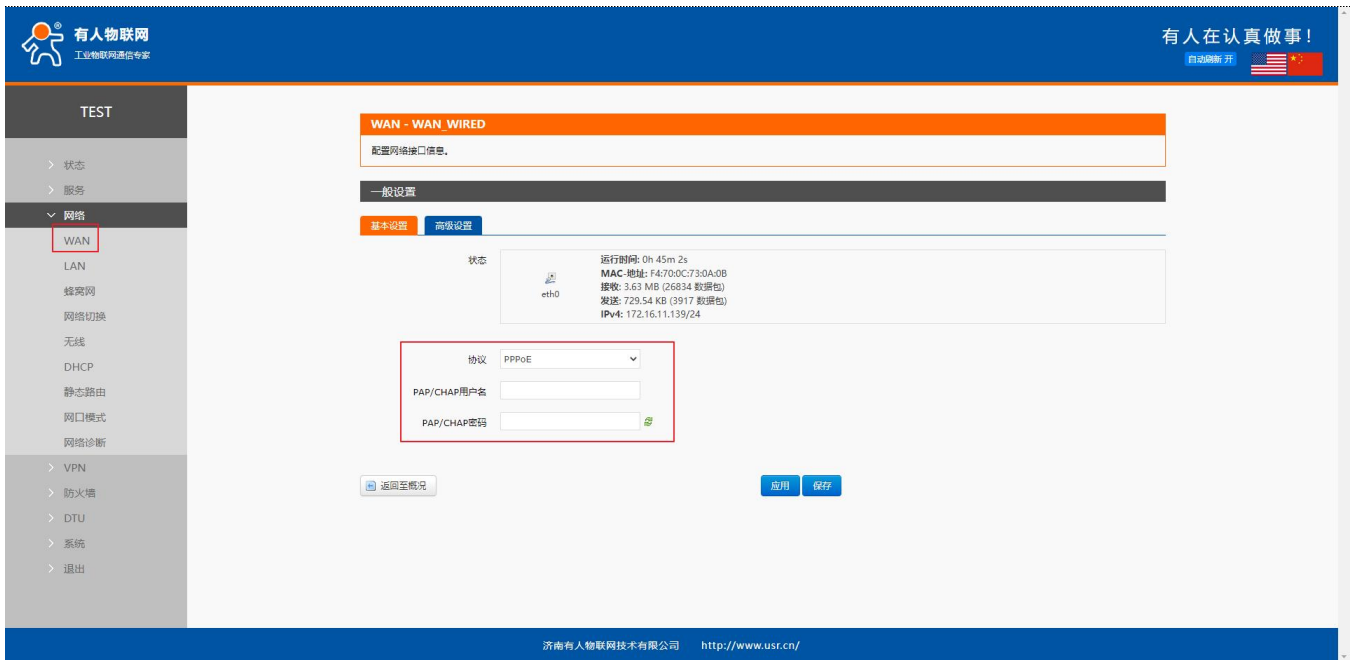 有人物联网
®
工业物联网通信专家
有人在认真做事！
自动刷新 开
TEST
状态
服务
网络
WAN
LAN
蜂窝网
网络切换
无线
DHCP
静态路由
网口模式
网络诊断
VPN
防火墙
DTU
系统
退出
WAN - WAN_WIRED
配置网络接口信息。
一般设置
基本设置 高级设置
状态
eth0
运行时间: 0h 45m 2s
MAC-地址: F4:70:0C:73:0A:0B
接收: 3.63 MB (26834 数据包)
发送: 729.54 KB (3917 数据包)
IPv4: 172.16.11.139/24
协议 PPPoE
PAP/CHAP用户名
PAP/CHAP密码
返回至概况 应用 保存
济南有人物联网技术有限公司 http://www.usr.cn/